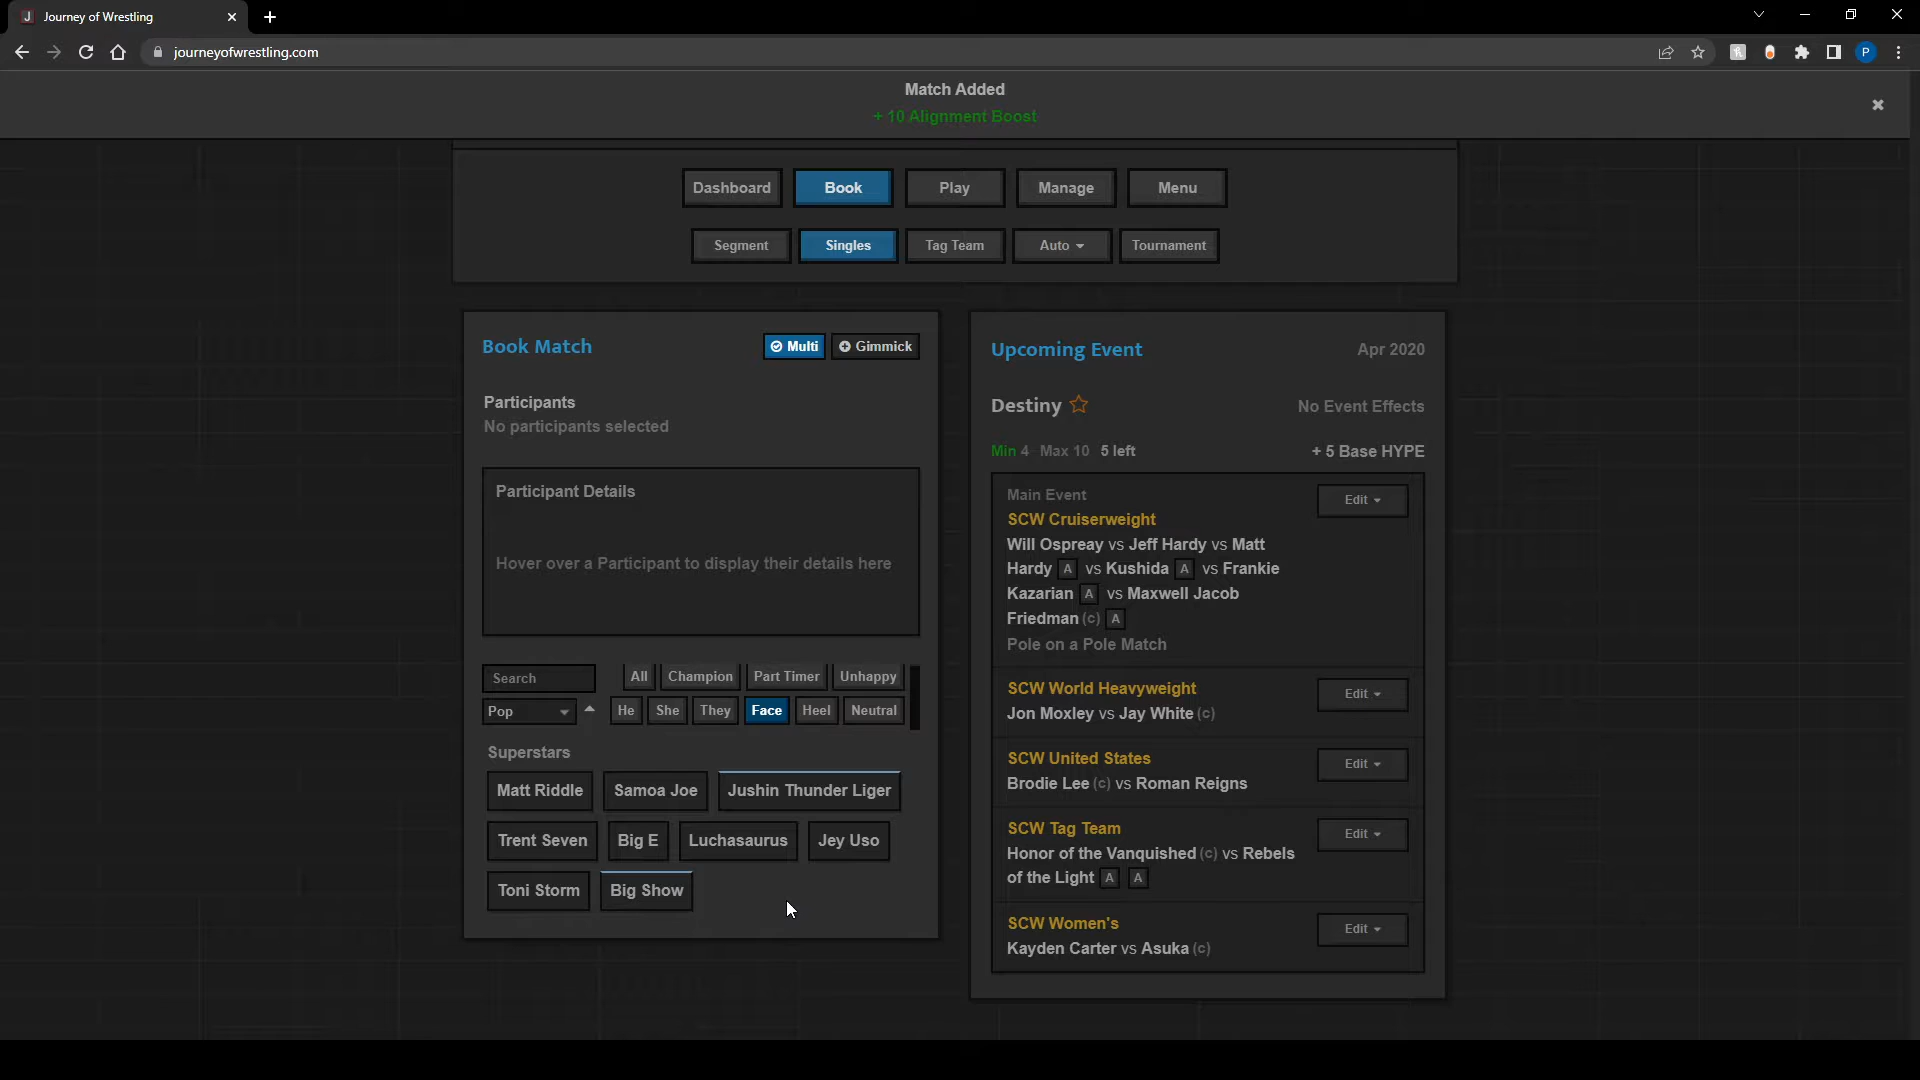 J Journey of Wrestling
journeyofwrestling.com
P
Match Added
+ 10 Alignment Boost
Dashboard Book Play Manage Menu
Segment Singles Tag Team Auto Tournament
Book Match Multi Gimmick
Participants
No participants selected
Participant Details
Hover over a Participant to display their details here
Search All Champion Part Timer Unhappy
Pop He She They Face Heel Neutral
Superstars
Matt Riddle Samoa Joe Jushin Thunder Liger
Trent Seven Big E Luchasaurus Jey Uso
Toni Storm Big Show
Upcoming Event Apr 2020
Destiny No Event Effects
Min 4 Max 10 5 left + 5 Base HYPE
Main Event Edit
SCW Cruiserweight
Will Ospreay vs Jeff Hardy vs Matt
Hardy A vs Kushida A vs Frankie
Kazarian A vs Maxwell Jacob
Friedman (c) A
Pole on a Pole Match
SCW World Heavyweight Edit
Jon Moxley vs Jay White (c)
SCW United States Edit
Brodie Lee (c) vs Roman Reigns
SCW Tag Team Edit
Honor of the Vanquished (c) vs Rebels
of the Light A A
SCW Women's Edit
Kayden Carter vs Asuka (c)